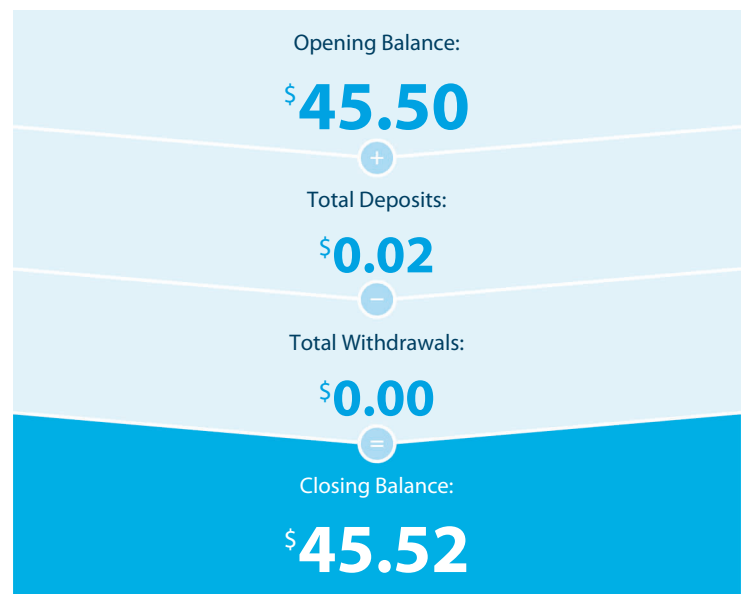 Opening Balance:
$45.50
+
Total Deposits:
$0.02
−
Total Withdrawals:
$0.00
=
Closing Balance:
$45.52